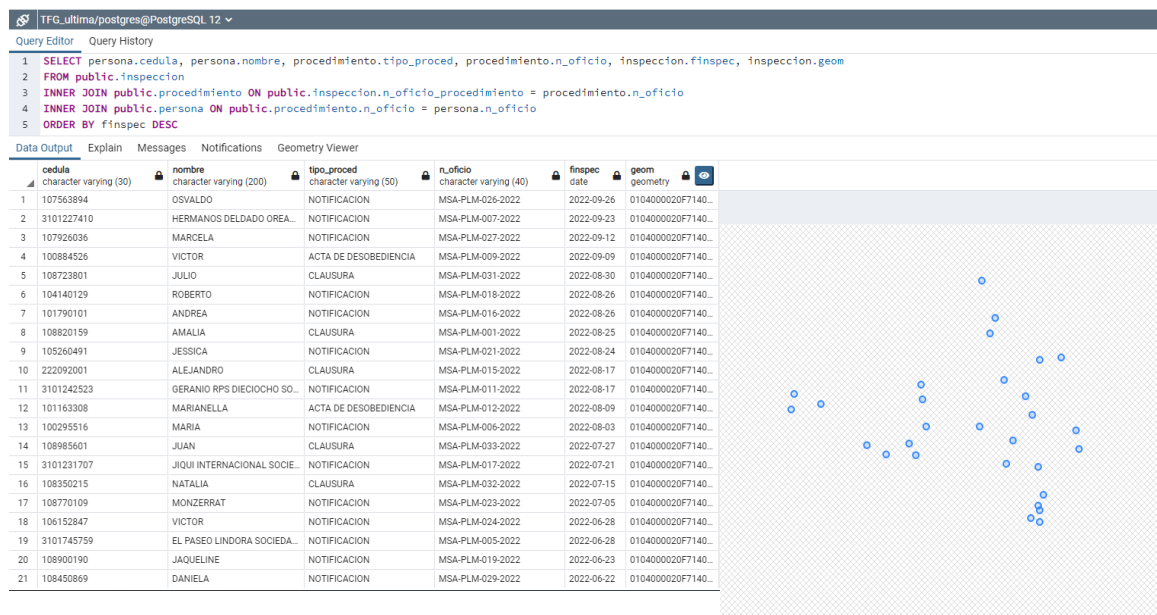 TFG_ultima/postgres@PostgreSQL 12
Query Editor Query History
1 SELECT persona.cedula, persona.nombre, procedimiento.tipo_proced, procedimiento.n_oficio, inspeccion.finspec, inspeccion.geom
2 FROM public.inspeccion
3 INNER JOIN public.procedimiento ON public.inspeccion.n_oficio_procedimiento = procedimiento.n_oficio
4 INNER JOIN public.persona ON public.procedimiento.n_oficio = persona.n_oficio
5 ORDER BY finspec DESC
Data Output Explain Messages Notifications Geometry Viewer
cedula nombre tipo_proced n_oficio finspec geom
character varying (30) character varying (200) character varying (50) character varying (40) date geometry
1 107563894 OSVALDO NOTIFICACION MSA-PLM-026-2022 2022-09-26 0104000020F7140...
2 3101227410 HERMANOS DELDADO OREA... NOTIFICACION MSA-PLM-007-2022 2022-09-23 0104000020F7140...
3 107926036 MARCELA NOTIFICACION MSA-PLM-027-2022 2022-09-12 0104000020F7140...
4 100884526 VICTOR ACTA DE DESOBEDIENCIA MSA-PLM-009-2022 2022-09-09 0104000020F7140...
5 108723801 JULIO CLAUSURA MSA-PLM-031-2022 2022-08-30 0104000020F7140...
6 104140129 ROBERTO NOTIFICACION MSA-PLM-018-2022 2022-08-26 0104000020F7140...
7 101790101 ANDREA NOTIFICACION MSA-PLM-016-2022 2022-08-26 0104000020F7140...
8 108820159 AMALIA CLAUSURA MSA-PLM-001-2022 2022-08-25 0104000020F7140...
9 105260491 JESSICA NOTIFICACION MSA-PLM-021-2022 2022-08-24 0104000020F7140...
10 222092001 ALEJANDRO CLAUSURA MSA-PLM-015-2022 2022-08-17 0104000020F7140...
11 3101242523 GERANIO RPS DIECIOCHO SO... NOTIFICACION MSA-PLM-011-2022 2022-08-17 0104000020F7140...
12 101163308 MARIANELLA ACTA DE DESOBEDIENCIA MSA-PLM-012-2022 2022-08-09 0104000020F7140...
13 100295516 MARIA NOTIFICACION MSA-PLM-006-2022 2022-08-03 0104000020F7140...
14 108985601 JUAN CLAUSURA MSA-PLM-033-2022 2022-07-27 0104000020F7140...
15 3101231707 JIQUI INTERNACIONAL SOCIE... NOTIFICACION MSA-PLM-017-2022 2022-07-21 0104000020F7140...
16 108350215 NATALIA CLAUSURA MSA-PLM-032-2022 2022-07-15 0104000020F7140...
17 108770109 MONZERRAT NOTIFICACION MSA-PLM-023-2022 2022-07-05 0104000020F7140...
18 106152847 VICTOR NOTIFICACION MSA-PLM-024-2022 2022-06-28 0104000020F7140...
19 3101745759 EL PASEO LINDORA SOCIEDA... NOTIFICACION MSA-PLM-005-2022 2022-06-28 0104000020F7140...
20 108900190 JAQUELINE NOTIFICACION MSA-PLM-019-2022 2022-06-23 0104000020F7140...
21 108450869 DANIELA NOTIFICACION MSA-PLM-029-2022 2022-06-22 0104000020F7140...